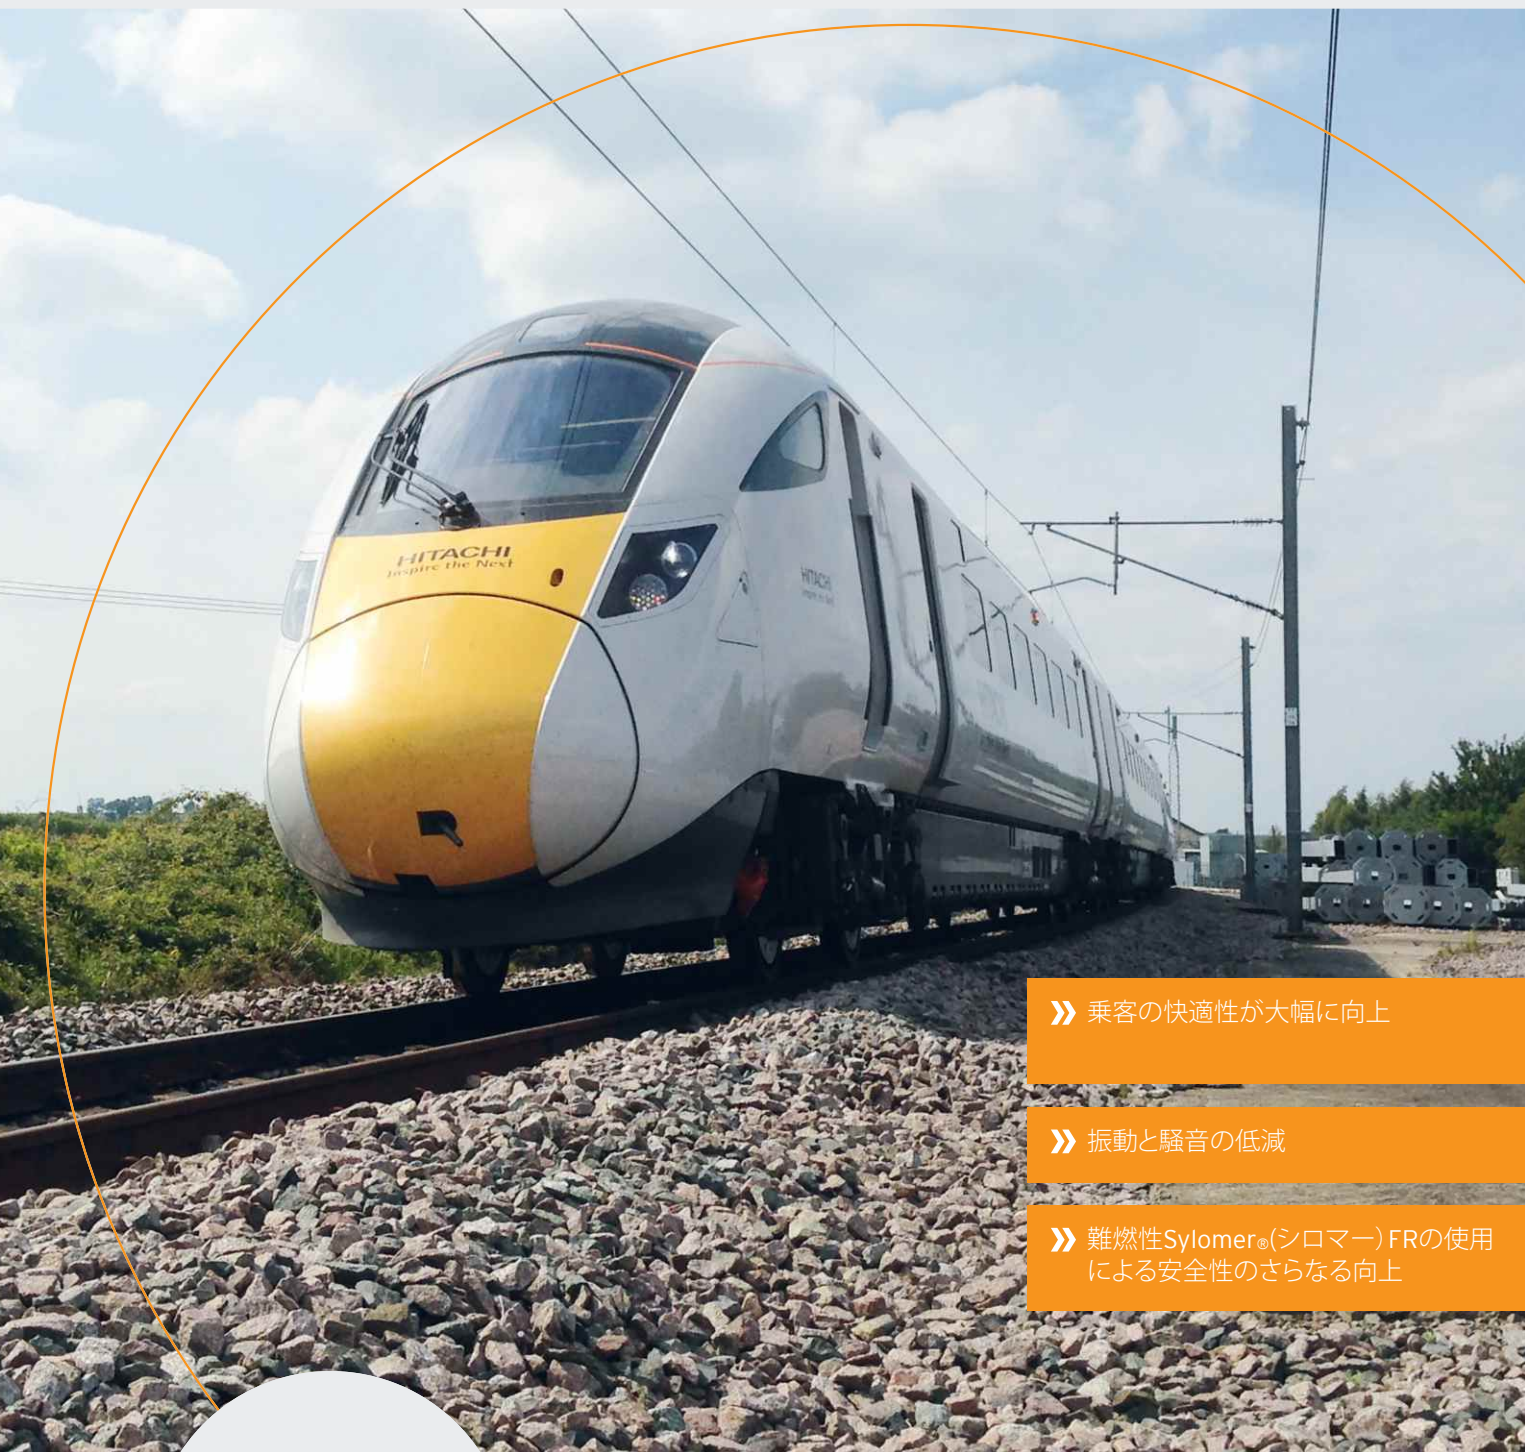 HITACHI
Inspire the Next
HITACHI
Inspire the Next
乗客の快適性が大幅に向上
振動と騒音の低減
難燃性Sylomer®(シロマー) FRの使用
による安全性のさらなる向上